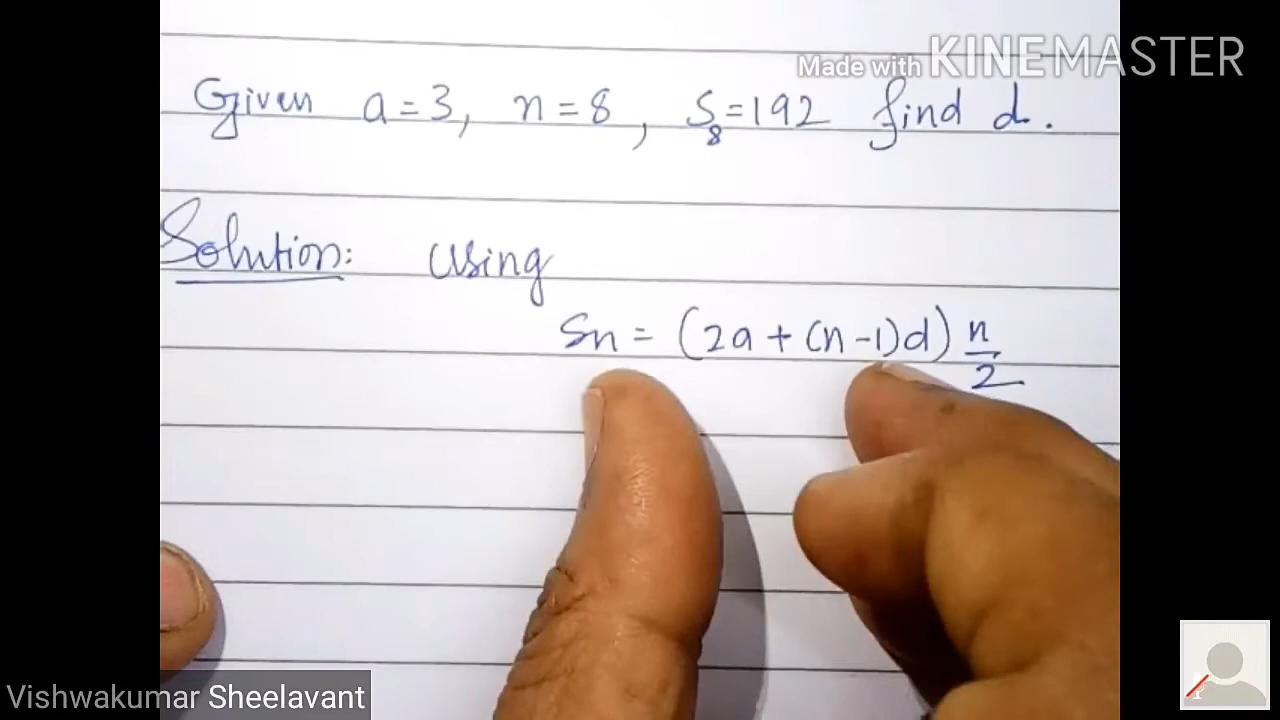 Made with KINEMASTER
Given a = 3, n = 8, S₈ = 192 find d.
Solution: Using
Sn = (2a + (n - 1)d) n/2
Vishwakumar Sheelavant